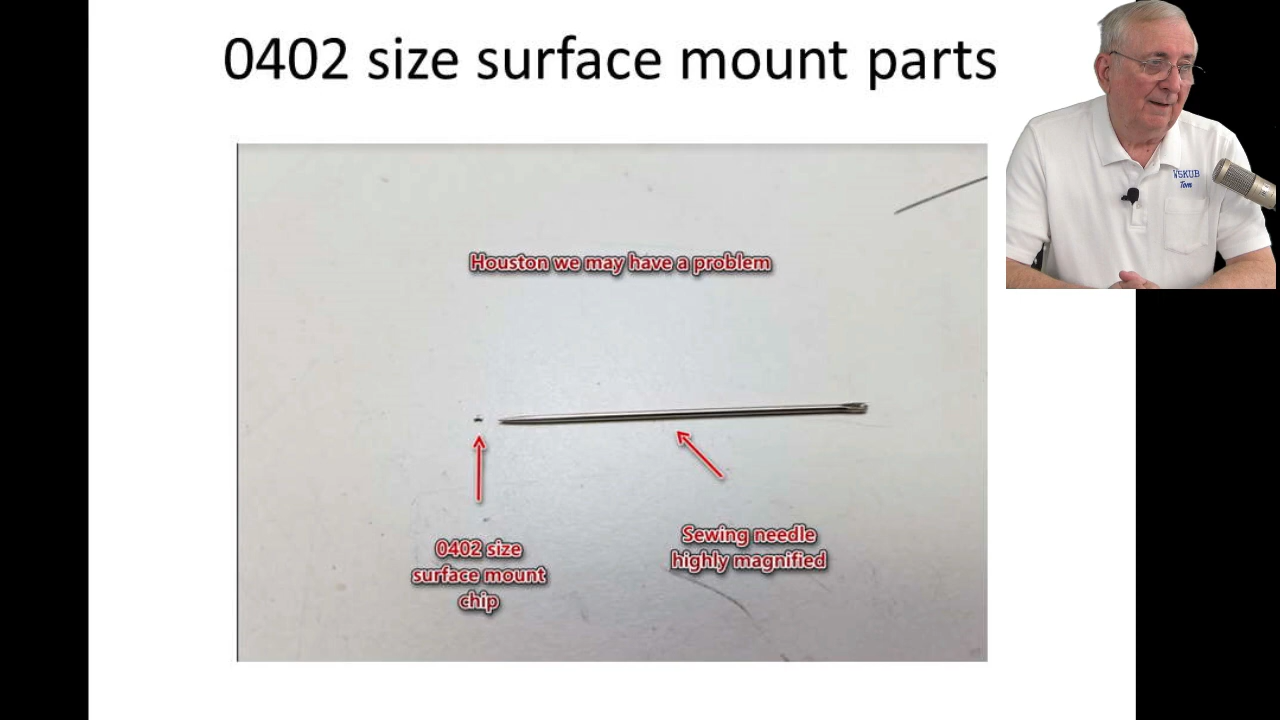 0402 size surface mount parts
W5KUB
Tom
Houston we may have a problem
Sewing needle
highly magnified
0402 size
surface mount
chip